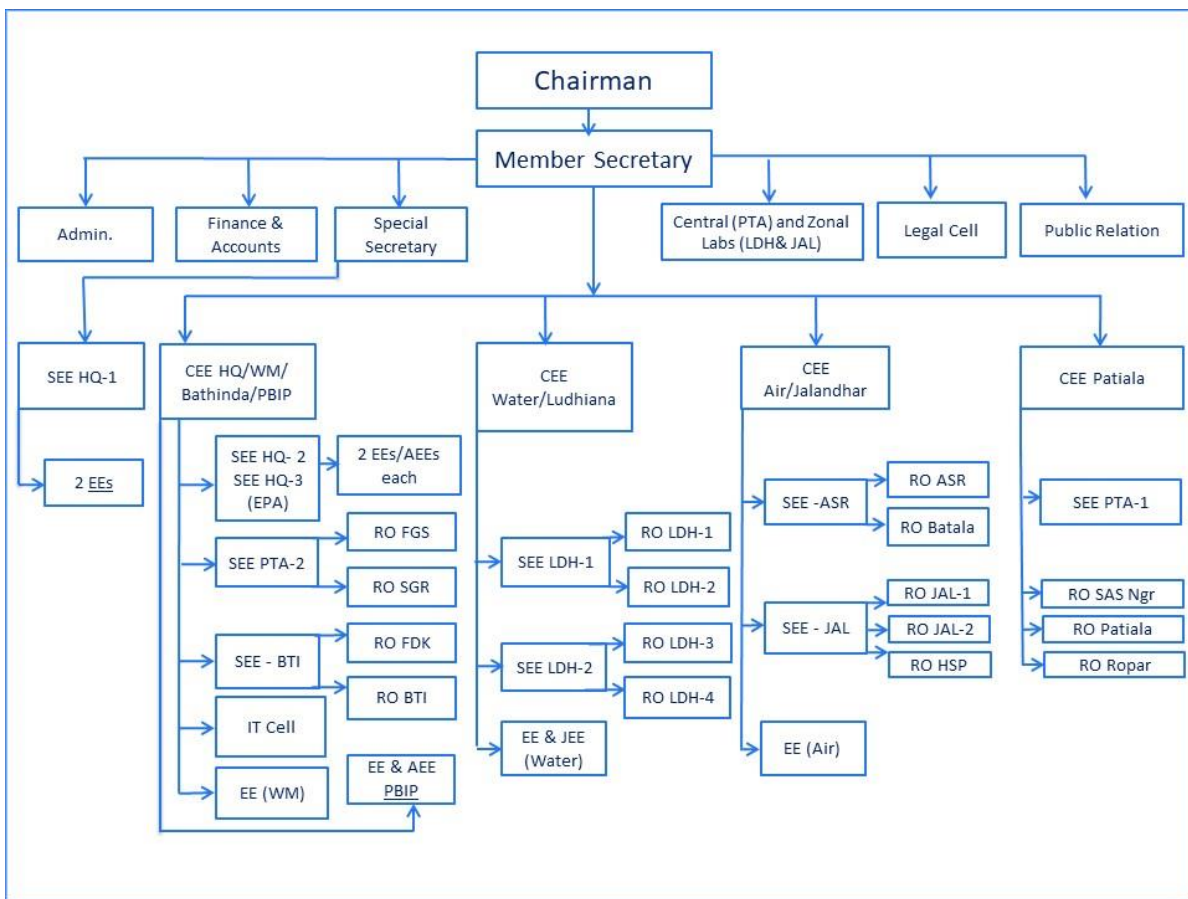 Chairman
Member Secretary
Admin.
Finance &
Accounts
Special
Secretary
Central (PTA) and Zonal
Labs (LDH& JAL)
Legal Cell
Public Relation
SEE HQ-1
CEE HQ/WM/
Bathinda/PBIP
CEE
Water/Ludhiana
CEE
Air/Jalandhar
CEE Patiala
2 EEs
SEE HQ- 2
SEE HQ-3
(EPA)
2 EEs/AEEs
each
SEE PTA-2
RO FGS
RO SGR
SEE - BTI
RO FDK
RO BTI
IT Cell
EE (WM)
EE & AEE
PBIP
SEE LDH-1
RO LDH-1
RO LDH-2
SEE LDH-2
RO LDH-3
RO LDH-4
EE & JEE
(Water)
SEE -ASR
RO ASR
RO Batala
SEE - JAL
RO JAL-1
RO JAL-2
RO HSP
EE (Air)
SEE PTA-1
RO SAS Ngr
RO Patiala
RO Ropar